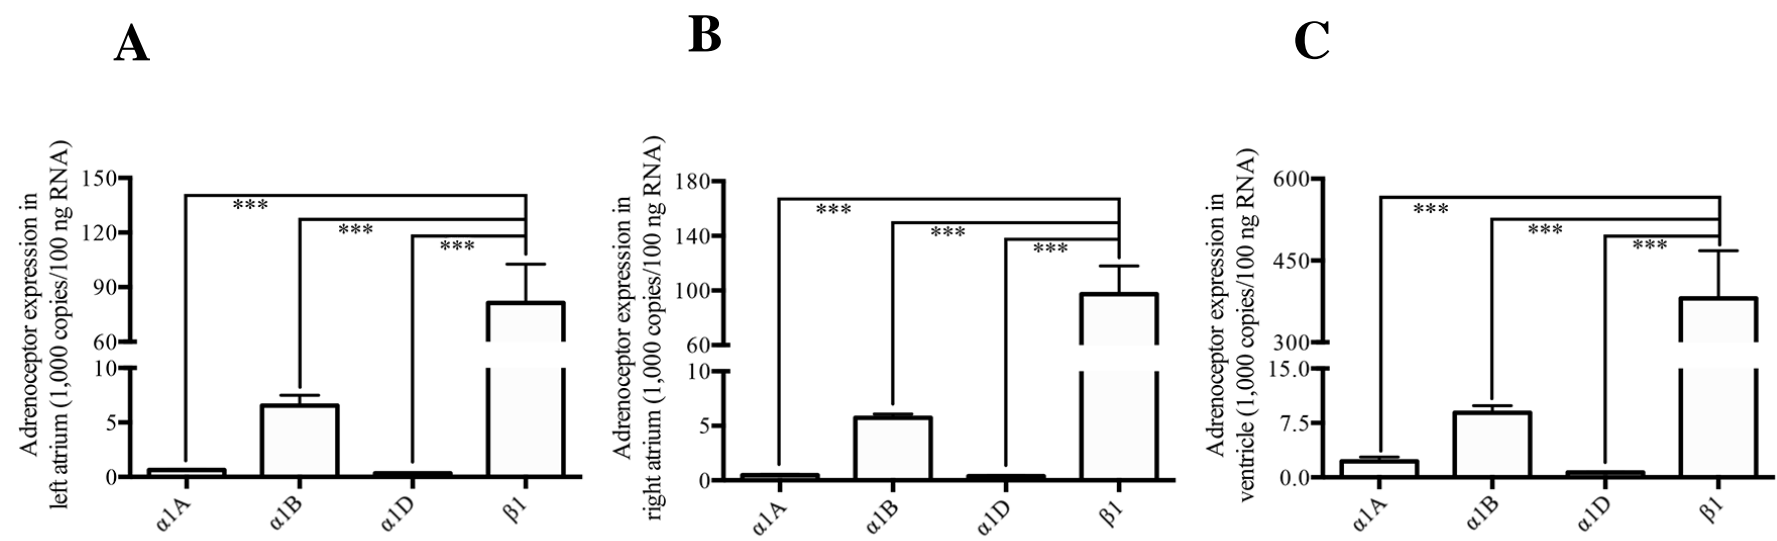 A
B
C
Adrenoceptor expression in
left atrium (1,000 copies/100 ng RNA)
150
120
90
60
10
5
0
***
***
***
α1A
α1B
α1D
β1
Adrenoceptor expression in
right atrium (1,000 copies/100 ng RNA)
180
140
100
60
10
5
0
***
***
***
α1A
α1B
α1D
β1
Adrenoceptor expression in
ventricle (1,000 copies/100 ng RNA)
600
450
300
15.0
7.5
0.0
***
***
***
α1A
α1B
α1D
β1